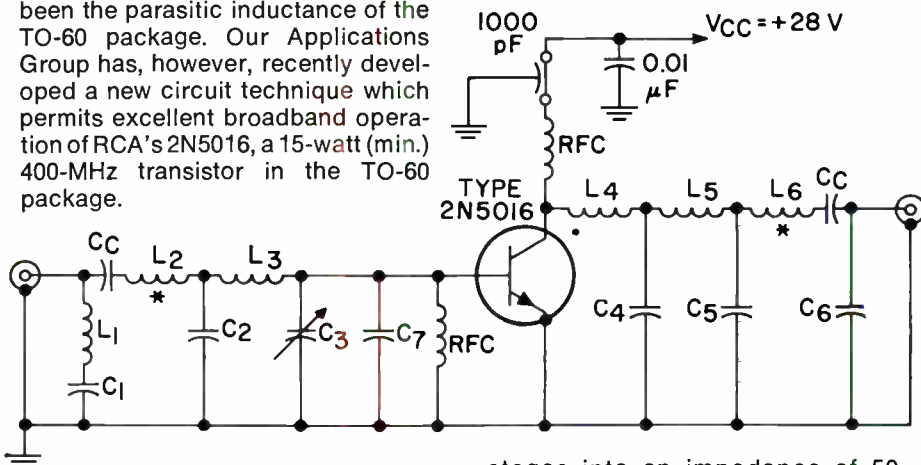 been the parasitic inductance of the
TO-60 package. Our Applications
Group has, however, recently devel-
oped a new circuit technique which
permits excellent broadband opera-
tion of RCA's 2N5016, a 15-watt (min.)
400-MHz transistor in the TO-60
package.
1000
pF
VCC=+28 V
0.01
μF
RFC
TYPE
2N5016
L4
L5
L6
CC
*
CC
L2
L3
*
L1
C1
C2
C3
C7
RFC
C4
C5
C6
stages into an impedance of 50